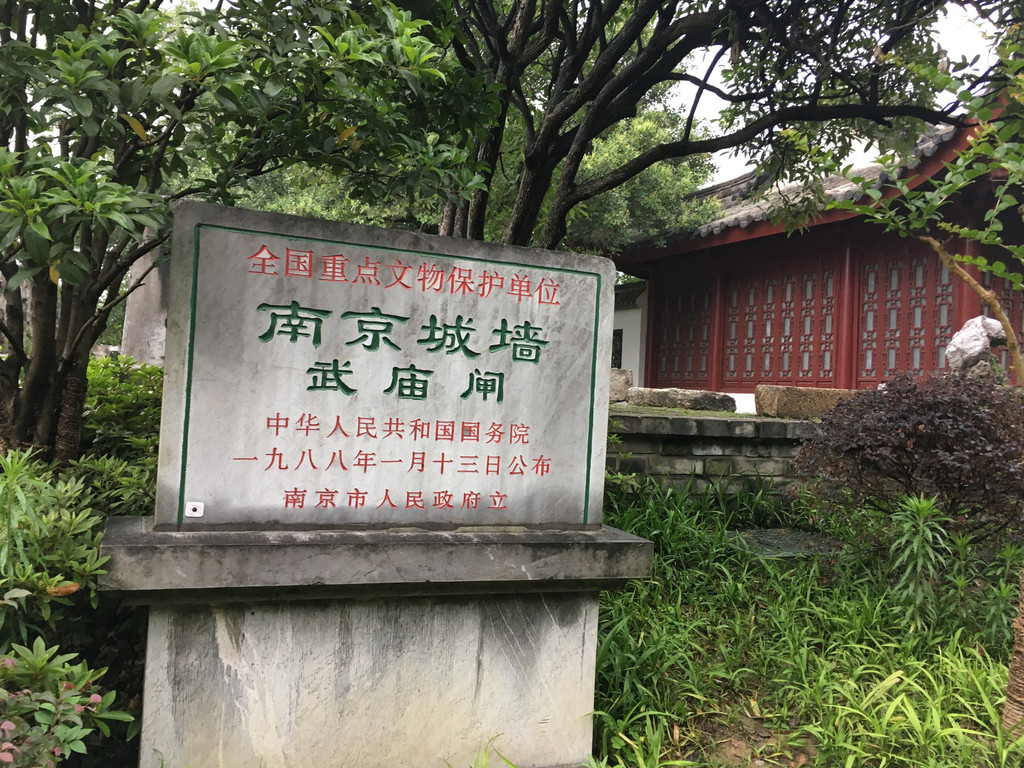 全国重点文物保护单位
南京城墙
武庙闸
中华人民共和国国务院
一九八八年一月十三日公布
南京市人民政府立